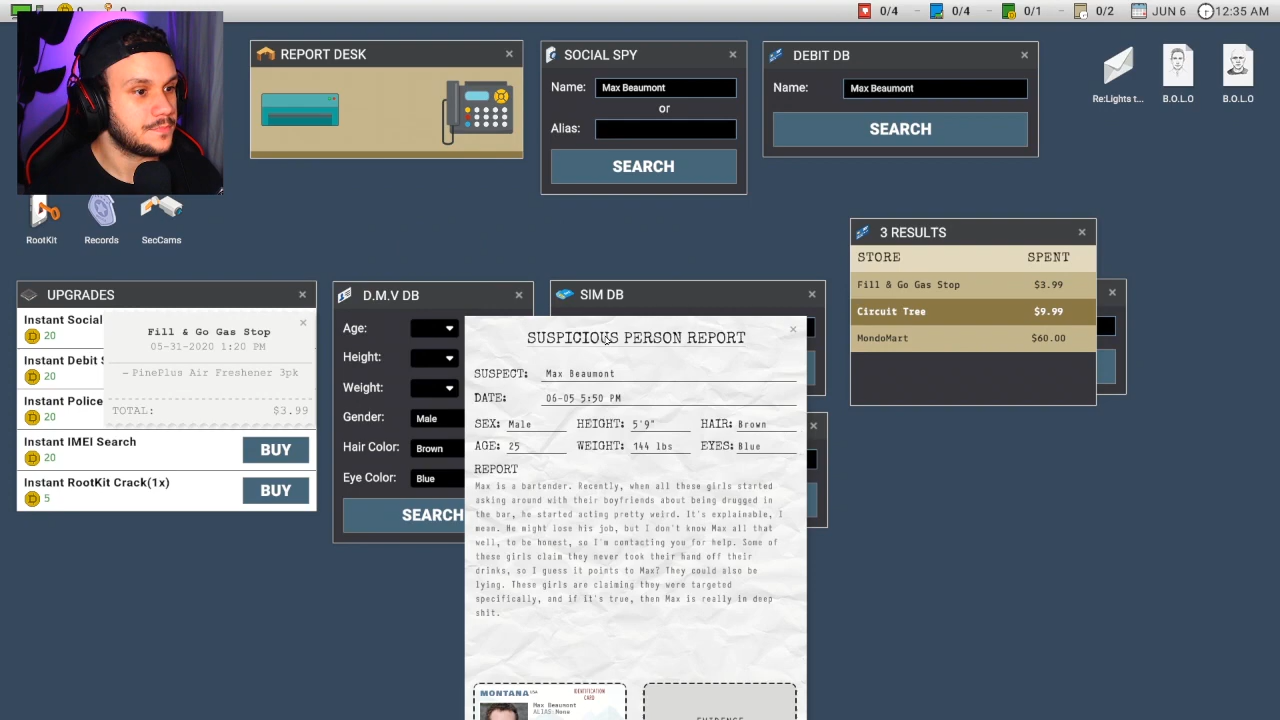 0/4 - 0/4 - 0/1 - 0/2 JUN 6 12:35 AM
REPORT DESK
SOCIAL SPY
Name: Max Beaumont
or
Alias:
SEARCH
DEBIT DB
Name: Max Beaumont
SEARCH
Re:Lights t...
B.O.L.O
B.O.L.O
RootKit
Records
SecCams
3 RESULTS
STORE SPENT
Fill & Go Gas Stop $3.99
Circuit Tree $9.99
MondoMart $60.00
UPGRADES
Instant Social
20
Instant Debit S
20
Instant Police
20
Instant IMEI Search
20
BUY
Instant RootKit Crack(1x)
5
BUY
Fill & Go Gas Stop
05-31-2020 1:20 PM
— PinePlus Air Freshener 3pk
TOTAL: $3.99
D.M.V DB
Age:
Height:
Weight:
Gender: Male
Hair Color: Brown
Eye Color: Blue
SEARCH
SIM DB
SUSPICIOUS PERSON REPORT
SUSPECT: Max Beaumont
DATE: 06-05 5:50 PM
SEX: Male HEIGHT: 5'9" HAIR: Brown
AGE: 25 WEIGHT: 144 lbs EYES: Blue
REPORT
Max is a bartender. Recently, when all these girls started
asking around with their boyfriends about being drugged in
the bar, he started acting pretty weird. It's explainable, I
mean. He might lose his job, but I don't know Max all that
well, to be honest, so I'm contacting you for help. Some of
these girls claim they never took their hand off their
drinks, so I guess it points to Max? They could also be
lying. These girls are claiming they were targeted
specifically, and if it's true, then Max is really in deep
shit.
MONTANA USA
IDENTIFICATION
CARD
Max Beaumont
ALIAS:None
EVIDENCE